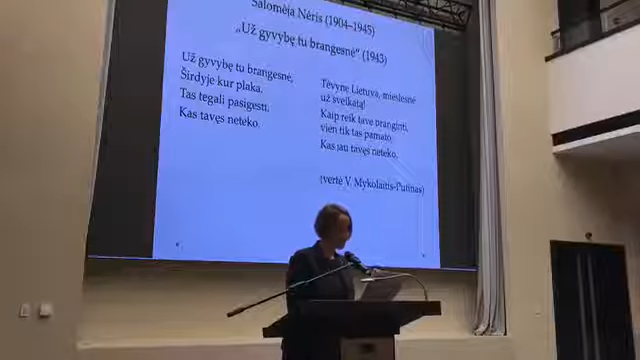 Salomėja Nėris (1904–1945)
„Už gyvybę tu brangesnė“ (1943)
Už gyvybę tu brangesnė,
Širdyje kur plaka.
Tas tegali pasigesti,
Kas tavęs neteko.
Tėvyne Lietuva, mielesnė
už sveikatą!
Kaip reik tave branginti,
vien tik tas pamato,
Kas jau tavęs neteko.
(vertė V. Mykolaitis-Putinas)